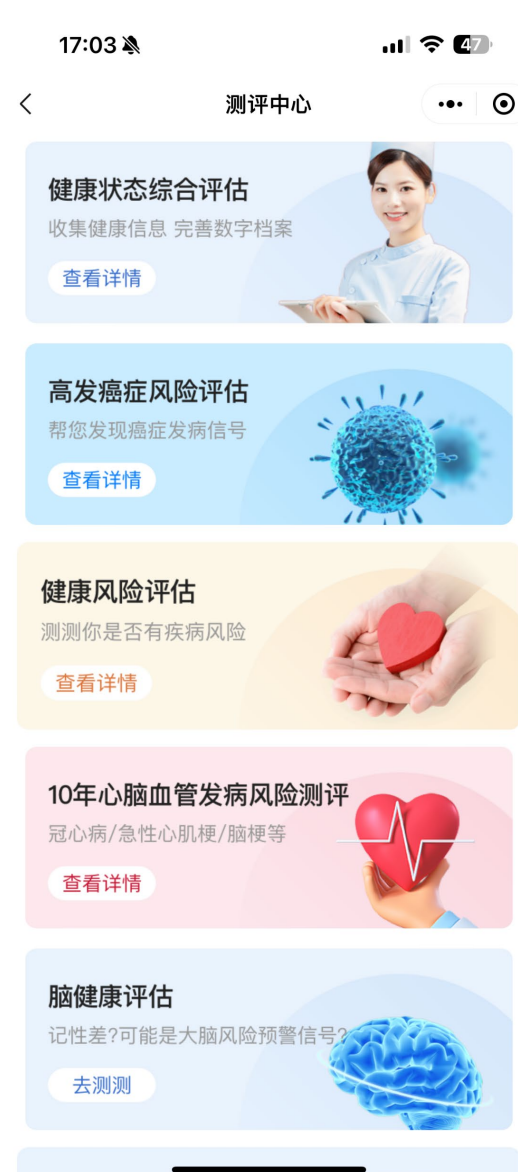 17:03
47
测评中心
健康状态综合评估
收集健康信息 完善数字档案
查看详情
高发癌症风险评估
帮您发现癌症发病信号
查看详情
健康风险评估
测测你是否有疾病风险
查看详情
10年心脑血管发病风险测评
冠心病/急性心肌梗/脑梗等
查看详情
脑健康评估
记性差?可能是大脑风险预警信号?
去测测